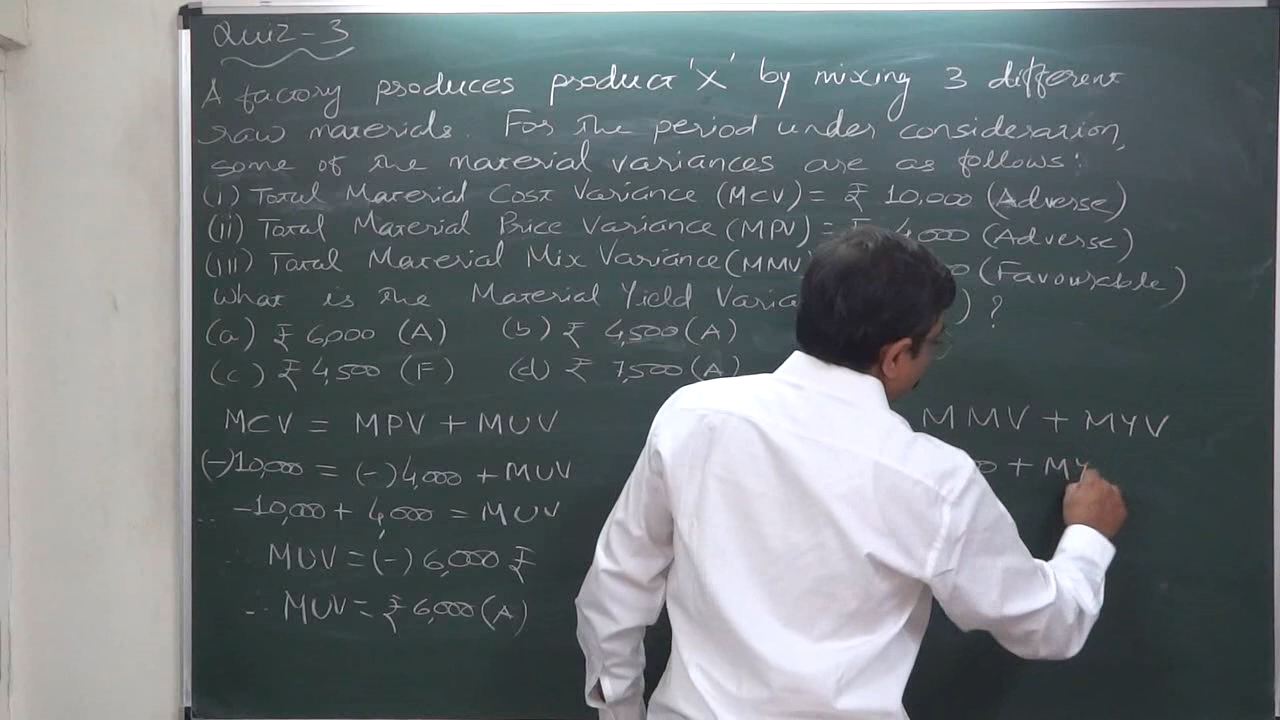 Quiz-3
A factory produces product 'X' by mixing 3 different
raw materials. For the period under consideration,
some of the material variances are as follows:
(i) Total Material Cost Variance (MCV) = ₹ 10,000 (Adverse)
(ii) Total Material Price Variance (MPV) = ₹ 4,000 (Adverse)
(iii) Total Material Mix Variance (MMV) (Favourable)
What is the Material Yield ) ?
(a) ₹ 6,000 (A) (b) ₹ 4,500 (A)
(c) ₹ 4,500 (F) (d) ₹ 7,500 (A)
MCV = MPV + MUV
(-)10,000 = (-)4,000 + MUV
-10,000 + 4,000 = MUV
∴ MUV = (-) 6,000 ₹
∴ MUV = ₹ 6,000 (A)
MMV + MYV
+ MY